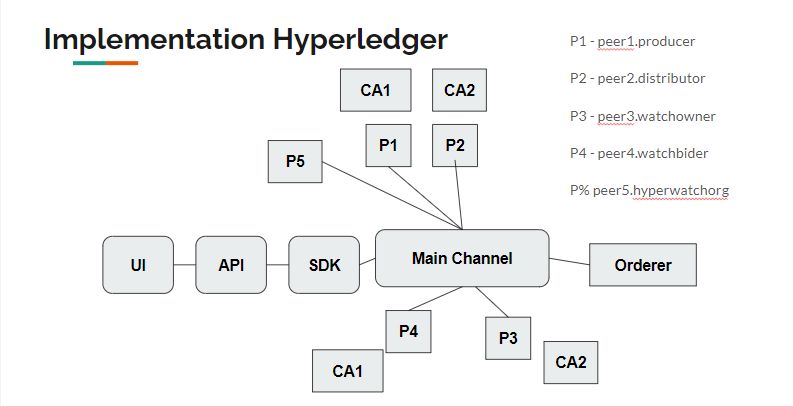 Implementation Hyperledger
P1 - peer1.producer
P2 - peer2.distributor
P3 - peer3.watchowner
P4 - peer4.watchbider
P% peer5.hyperwatchorg
CA1
CA2
P1
P2
P5
UI
API
SDK
Main Channel
Orderer
P4
P3
CA1
CA2